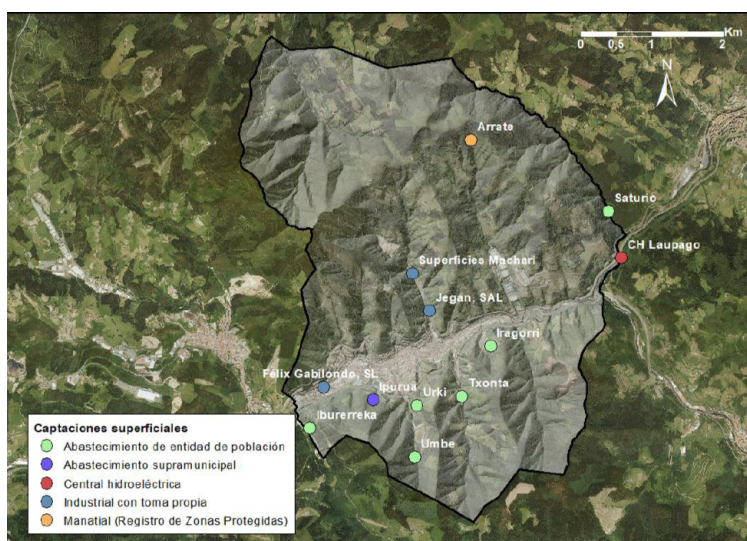 0 0,5 1 2 Km
N
Arrate
Saturio
CH Laupago
Superficies Machari
Jegan, SAL
Iragorri
Félix Gabilondo, SL
Ipurua
Urki
Txonta
Iburerreka
Umbe
Captaciones superficiales
Abastecimiento de entidad de población
Abastecimiento supramunicipal
Central hidroeléctrica
Industrial con toma propia
Manatial (Registro de Zonas Protegidas)